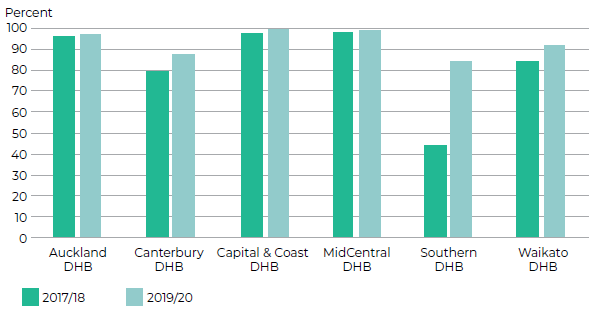 Percent
100
90
80
70
60
50
40
30
20
10
0
Auckland DHB
Canterbury DHB
Capital & Coast DHB
MidCentral DHB
Southern DHB
Waikato DHB
2017/18
2019/20